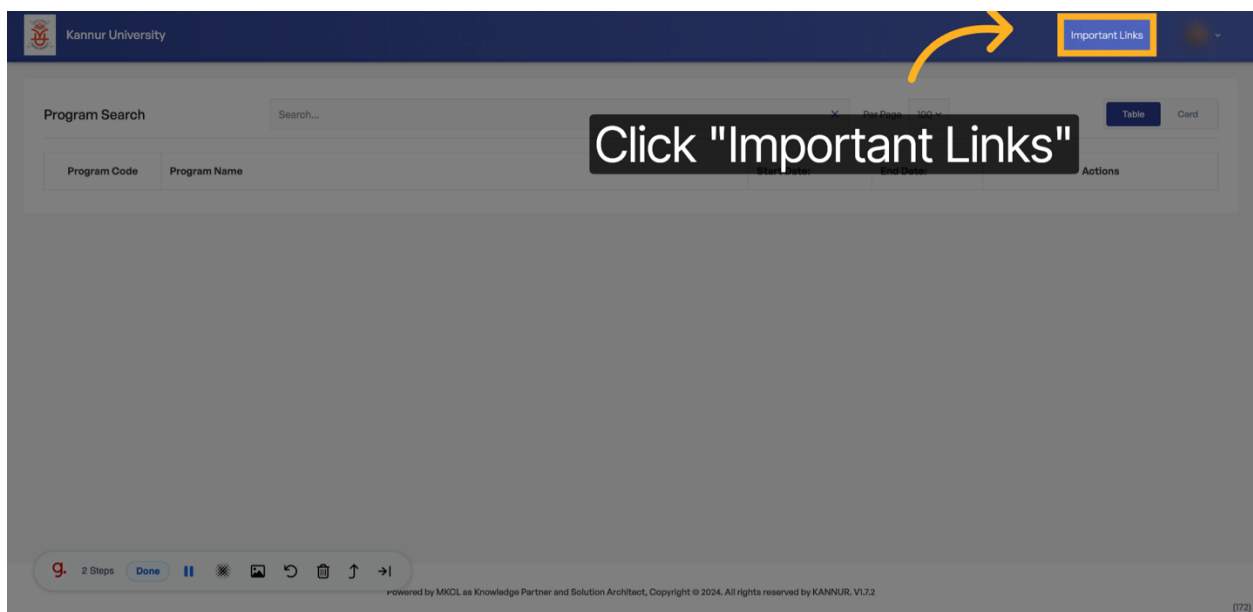 Kannur University
Important Links
Program Search
Search...
Per Page 100
Table
Card
Click "Important Links"
Program Code
Program Name
Start Date:
End Date:
Actions
g. 2 Steps Done
Powered by MKCL as Knowledge Partner and Solution Architect, Copyright © 2024. All rights reserved by KANNUR. V1.7.2
(172)